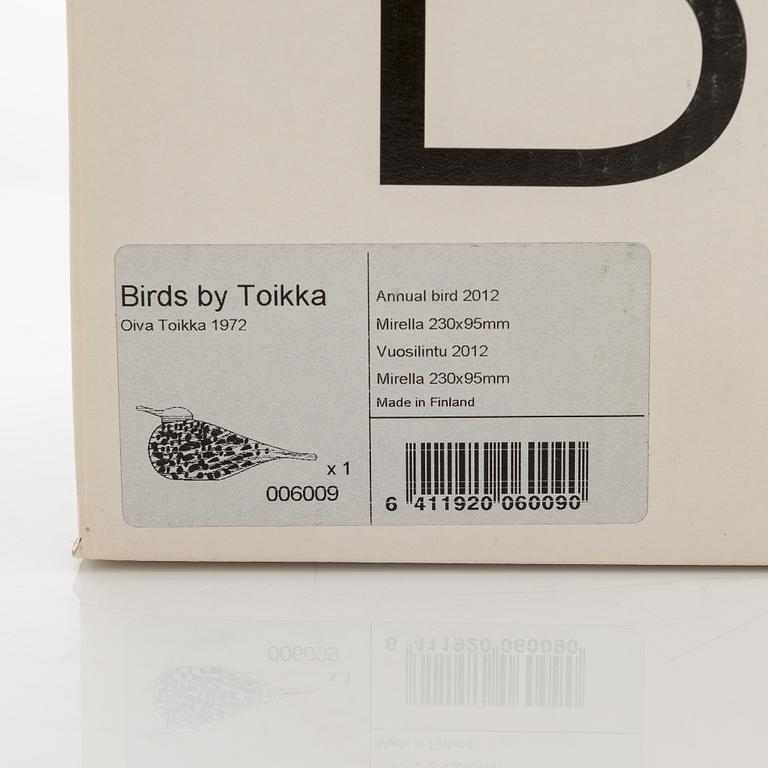 B
Birds by Toikka
Oiva Toikka 1972
x 1
006009
Annual bird 2012
Mirella 230x95mm
Vuosilintu 2012
Mirella 230x95mm
Made in Finland
6 411920 060090